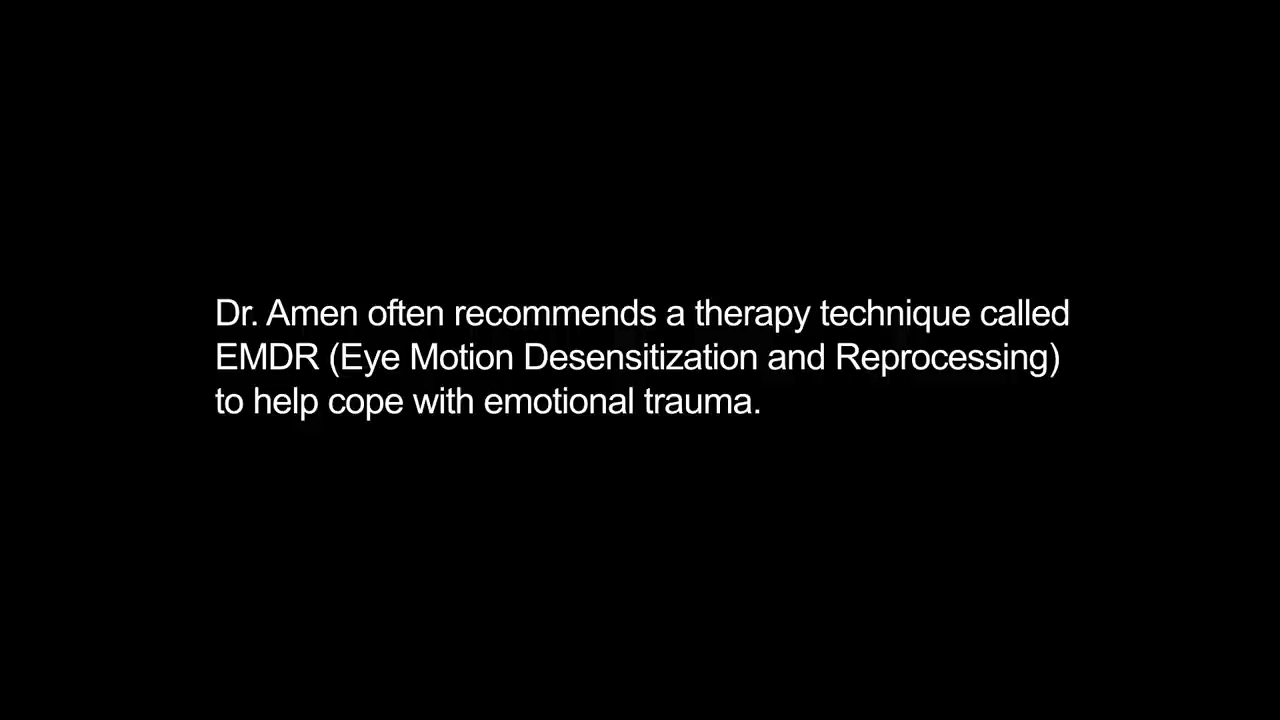 Dr. Amen often recommends a therapy technique called
EMDR (Eye Motion Desensitization and Reprocessing)
to help cope with emotional trauma.